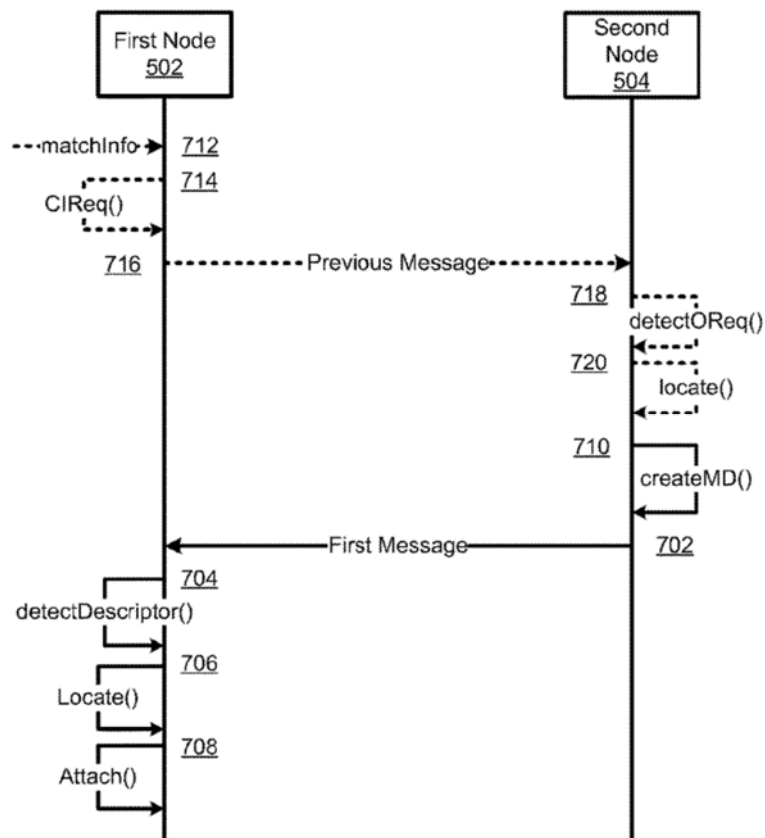 First Node
502
Second
Node
504
matchInfo
712
714
CIReq()
716
Previous Message
718
detectOReq()
720
locate()
710
createMD()
First Message
702
704
detectDescriptor()
706
Locate()
708
Attach()